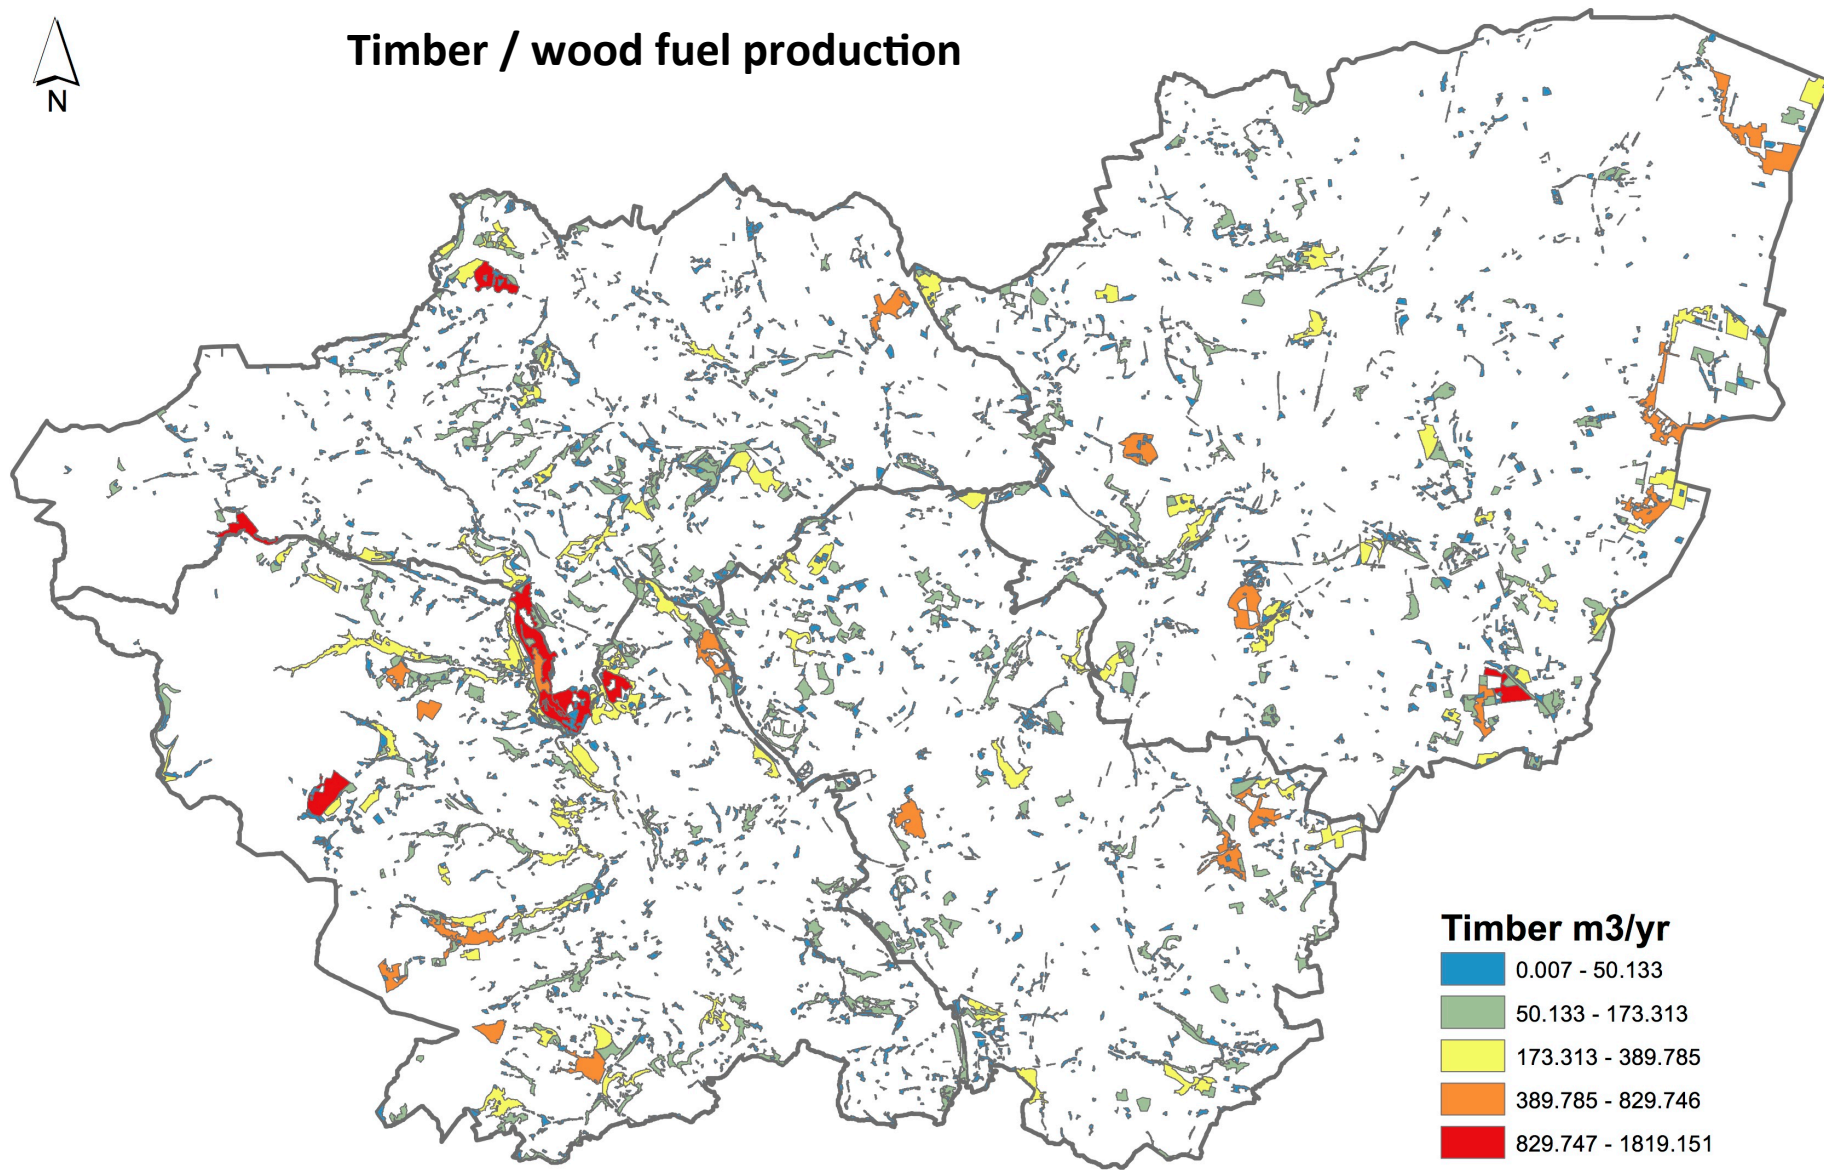 Timber / wood fuel production
N
Timber m3/yr
0.007 - 50.133
50.133 - 173.313
173.313 - 389.785
389.785 - 829.746
829.747 - 1819.151